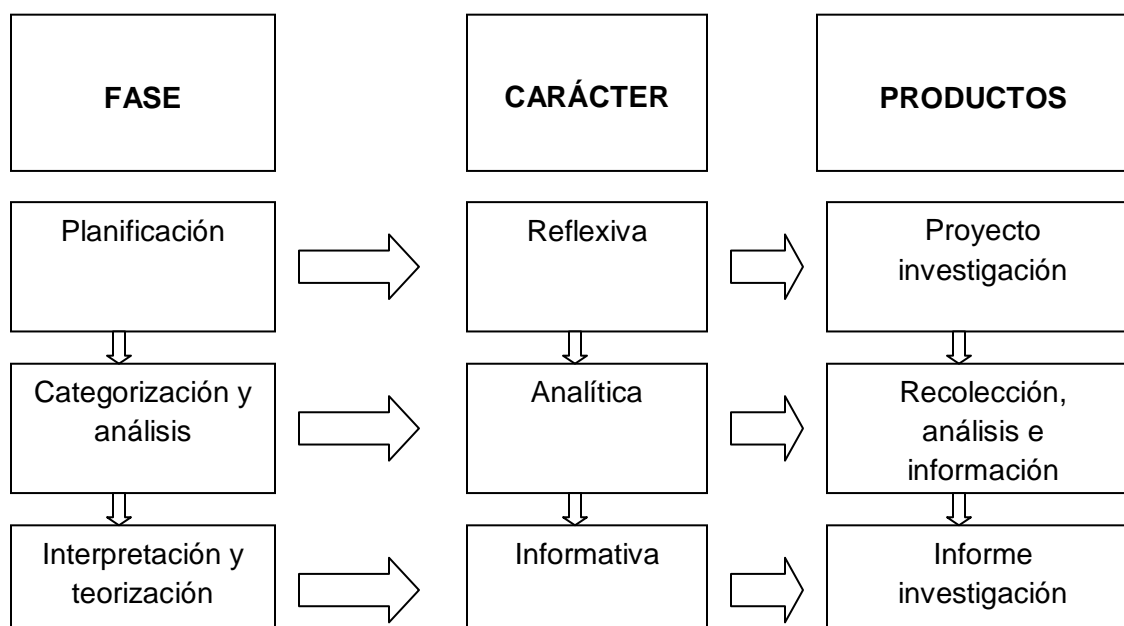 FASE
CARÁCTER
PRODUCTOS
Planificación
Reflexiva
Proyecto
investigación
Categorización y
análisis
Analítica
Recolección,
análisis e
información
Interpretación y
teorización
Informativa
Informe
investigación